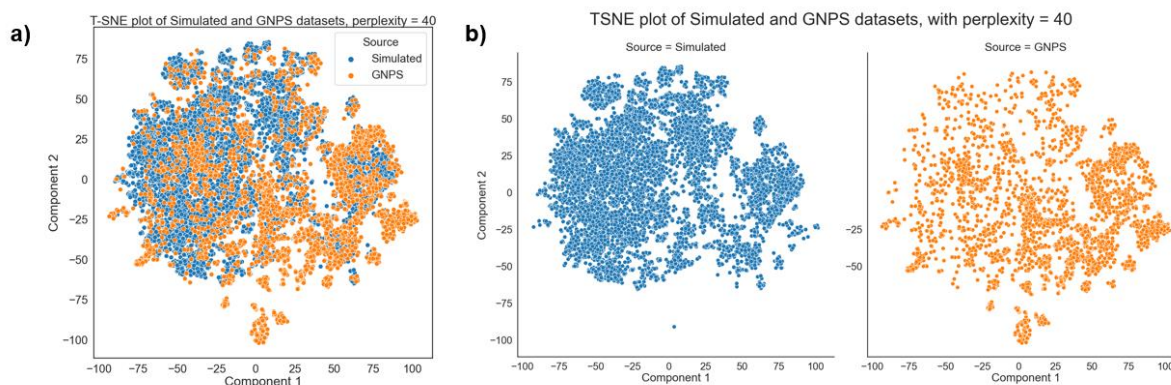 a)
T-SNE plot of Simulated and GNPS datasets, perplexity = 40
Source
Simulated
GNPS
75
50
25
0
−25
−50
−75
−100
Component 2
−100 −75 −50 −25 0 25 50 75 100
Component 1
b)
TSNE plot of Simulated and GNPS datasets, with perplexity = 40
Source = Simulated
75
50
25
0
−25
−50
−75
−100
Component 2
−100 −75 −50 −25 0 25 50 75 100
Component 1
Source = GNPS
−25
−50
−100 −75 −50 −25 0 25 50 75 100
Component 1